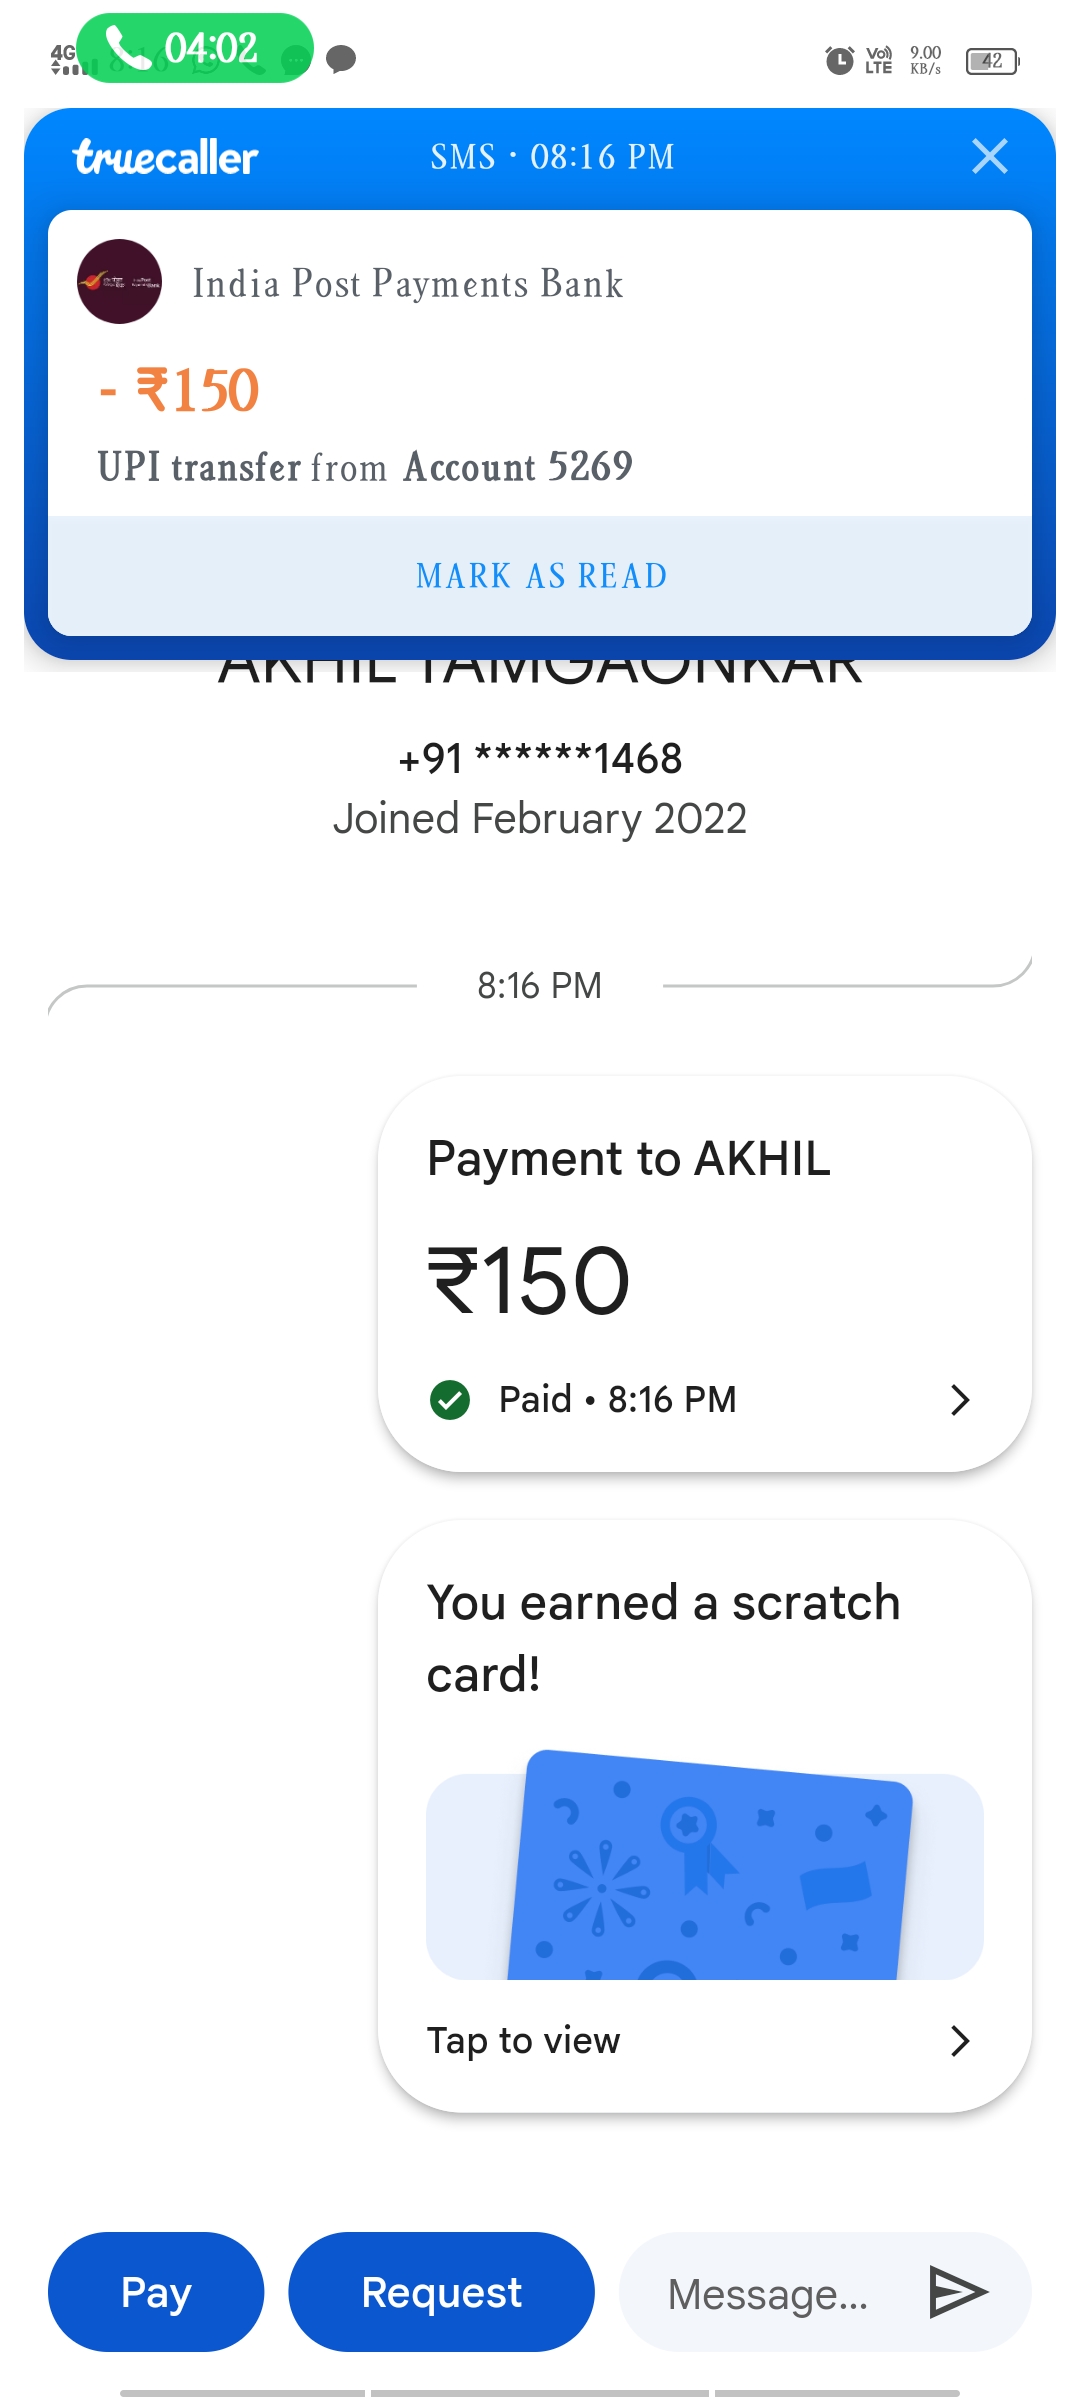 4G 04:02 Vo) LTE 9.00 KB/s 42
truecaller SMS · 08:16 PM
India Post Payments Bank
- ₹150
UPI transfer from Account 5269
MARK AS READ
AKHIL TAMGAONKAR
+91 ******1468
Joined February 2022
8:16 PM
Payment to AKHIL
₹150
Paid • 8:16 PM
You earned a scratch
card!
Tap to view
Pay Request Message...